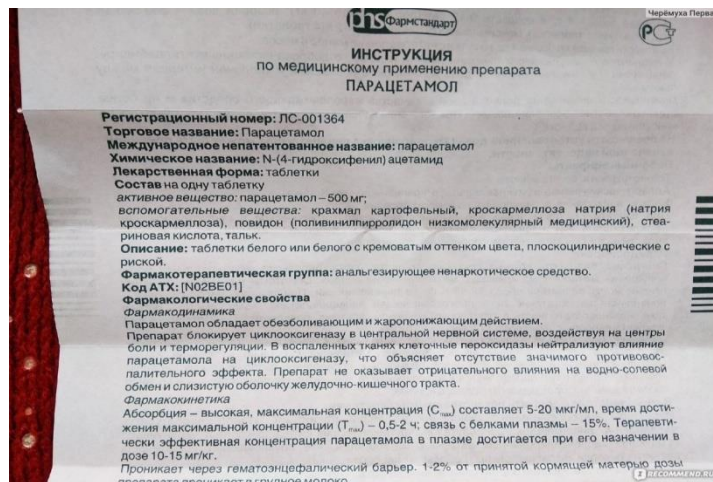 Черёмуха Перва
phs Фармстандарт
РСТ
ИНСТРУКЦИЯ
по медицинскому применению препарата
ПАРАЦЕТАМОЛ
Регистрационный номер: ЛС-001364
Торговое название: Парацетамол
Международное непатентованное название: парацетамол
Химическое название: N-(4-гидроксифенил) ацетамид
Лекарственная форма: таблетки
Состав на одну таблетку
активное вещество: парацетамол – 500 мг;
вспомогательные вещества: крахмал картофельный, кроскармеллоза натрия (натрия
кроскармеллоза), повидон (поливинилпирролидон низкомолекулярный медицинский), стеа-
риновая кислота, тальк.
Описание: таблетки белого или белого с кремоватым оттенком цвета, плоскоцилиндрические с
риской.
Фармакотерапевтическая группа: анальгезирующее ненаркотическое средство.
Код АТХ: [N02BE01]
Фармакологические свойства
Фармакодинамика
Парацетамол обладает обезболивающим и жаропонижающим действием.
Препарат блокирует циклооксигеназу в центральной нервной системе, воздействуя на центры
боли и терморегуляции. В воспаленных тканях клеточные пероксидазы нейтрализуют влияние
парацетамола на циклооксигеназу, что объясняет отсутствие значимого противовос-
палительного эффекта. Препарат не оказывает отрицательного влияния на водно-солевой
обмен и слизистую оболочку желудочно-кишечного тракта.
Фармакокинетика
Абсорбция – высокая, максимальная концентрация (Cmax) составляет 5-20 мкг/мл, время дости-
жения максимальной концентрации (Tmax) – 0,5-2 ч; связь с белками плазмы – 15%. Терапевти-
чески эффективная концентрация парацетамола в плазме достигается при его назначении в
дозе 10-15 мг/кг.
Проникает через гематоэнцефалический барьер. 1-2% от принятой кормящей матерью дозы
препарата проникает в грудное молоко.
IRECOMMEND.RU